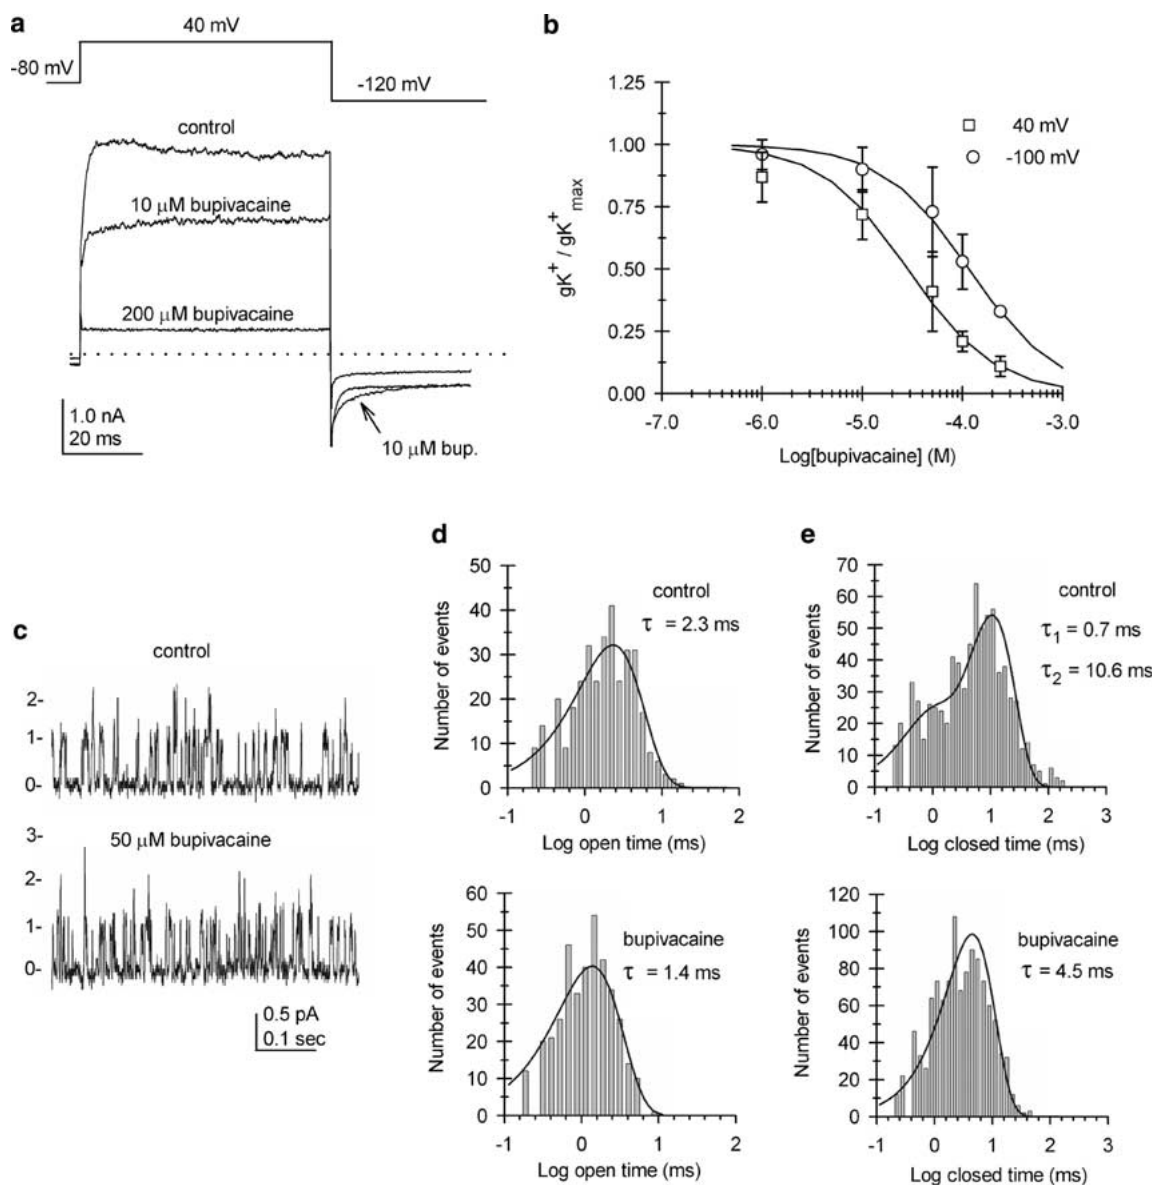 a
40 mV
-80 mV
-120 mV
control
10 μM bupivacaine
200 μM bupivacaine
1.0 nA
20 ms
10 μM bup.
b
1.25
1.00
0.75
0.50
0.25
0.00
gK+ / gK+max
40 mV
-100 mV
-7.0 -6.0 -5.0 -4.0 -3.0
Log[bupivacaine] (M)
c
control
2-
1-
0-
50 μM bupivacaine
3-
2-
1-
0-
0.5 pA
0.1 sec
d
50
40
30
20
10
0
Number of events
control
τ = 2.3 ms
-1 0 1 2
Log open time (ms)
60
50
40
30
20
10
0
Number of events
bupivacaine
τ = 1.4 ms
-1 0 1 2
Log open time (ms)
e
70
60
50
40
30
20
10
0
Number of events
control
τ1 = 0.7 ms
τ2 = 10.6 ms
-1 0 1 2 3
Log closed time (ms)
120
100
80
60
40
20
0
Number of events
bupivacaine
τ = 4.5 ms
-1 0 1 2 3
Log closed time (ms)